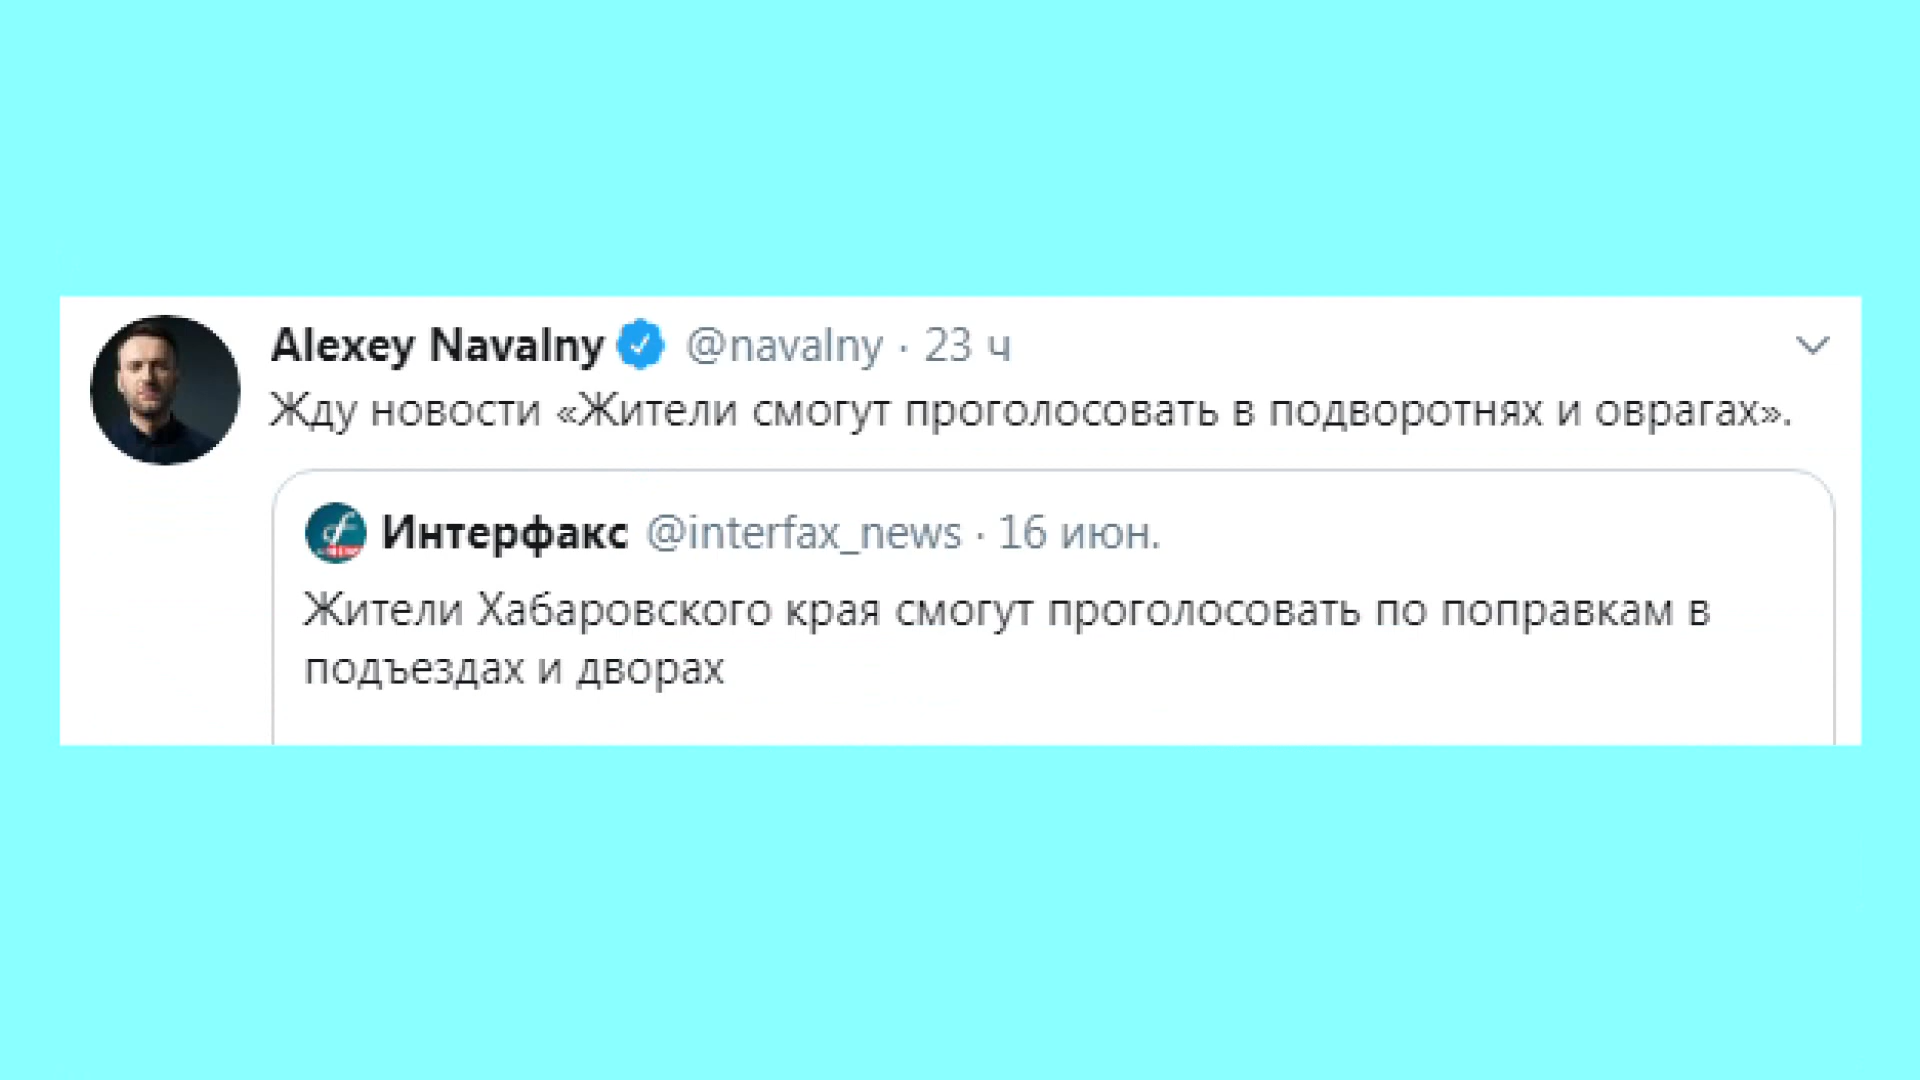 Alexey Navalny @navalny · 23 ч
Жду новости «Жители смогут проголосовать в подворотнях и оврагах».
Интерфакс @interfax_news · 16 июн.
Жители Хабаровского края смогут проголосовать по поправкам в
подъездах и дворах